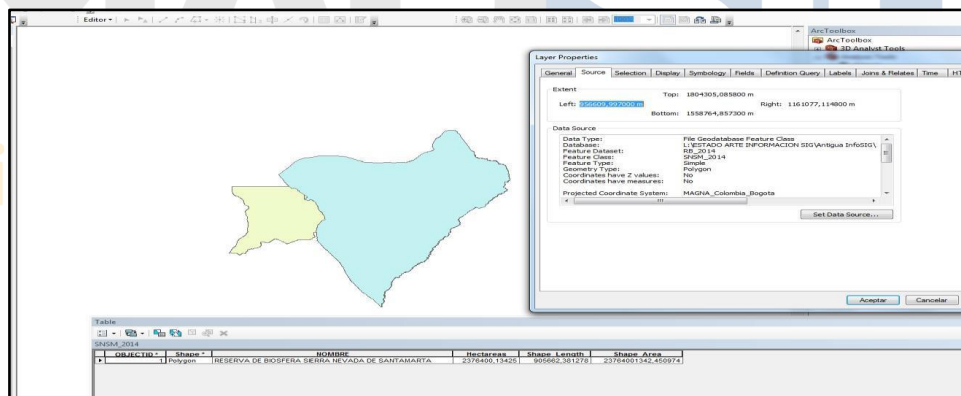 Editor
ArcToolbox
ArcToolbox
3D Analyst Tools
Layer Properties
General Source Selection Display Symbology Fields Definition Query Labels Joins & Relates Time HT
Extent
Top: 1804305,085800 m
Left: 856609,997000 m Right: 1161077,114800 m
Bottom: 1558764,857300 m
Data Source
Data Type: File Geodatabase Feature Class
Database: L:\ESTADO ARTE INFORMACION SIG\Antigua InfoSIG\
Feature Dataset: RB_2014
Feature Class: SNSM_2014
Feature Type: Simple
Geometry Type: Polygon
Coordinates have Z values: No
Coordinates have measures: No
Projected Coordinate System: MAGNA_Colombia_Bogota
Set Data Source...
Aceptar Cancelar
Table
SNSM_2014
OBJECTID * Shape * NOMBRE Hectareas Shape_Length Shape_Area
1 Polygon RESERVA DE BIOSFERA SIERRA NEVADA DE SANTAMARTA 2376400,13425 905662,381278 23764001342,450974